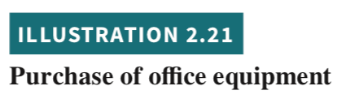 ILLUSTRATION 2.21
Purchase of office equipment